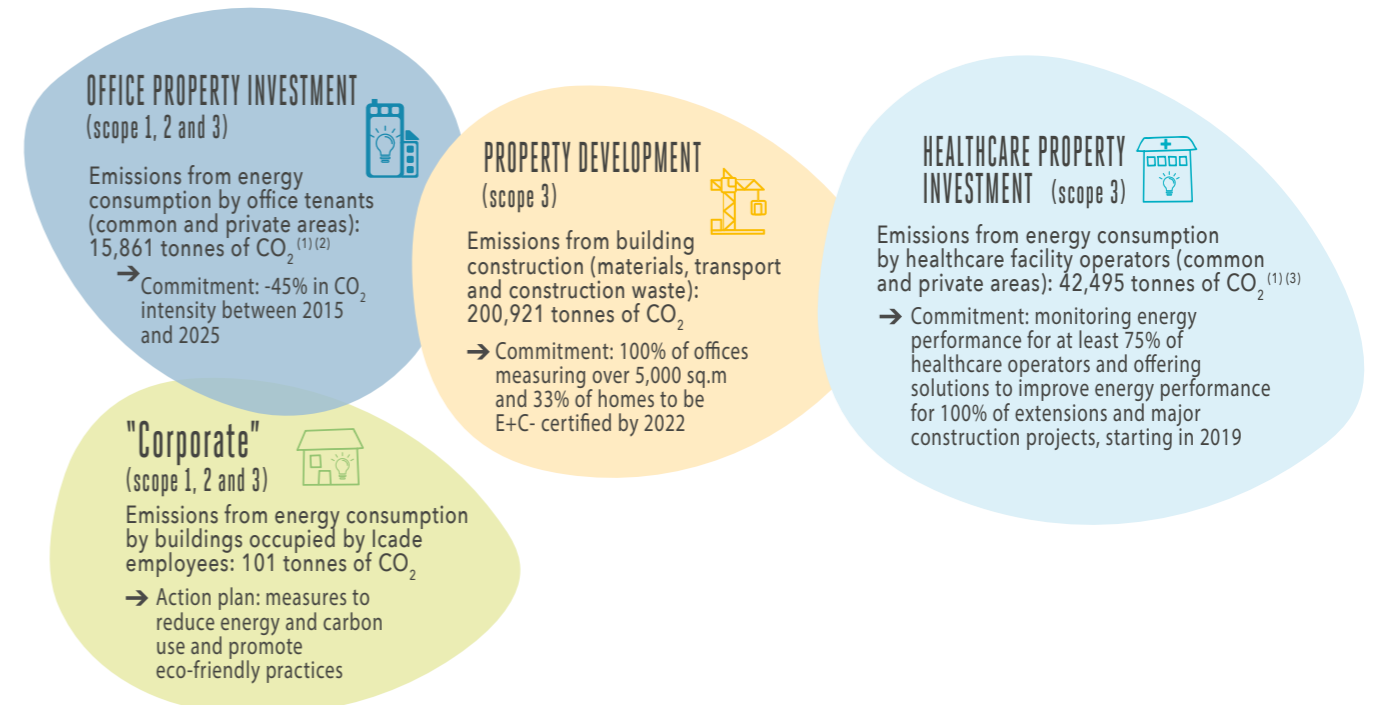 OFFICE PROPERTY INVESTMENT
(scope 1, 2 and 3)
Emissions from energy
consumption by office tenants
(common and private areas):
15,861 tonnes of CO₂ (1) (2)
➔ Commitment: -45% in CO₂
intensity between 2015
and 2025
PROPERTY DEVELOPMENT
(scope 3)
Emissions from building
construction (materials, transport
and construction waste):
200,921 tonnes of CO₂
➔ Commitment: 100% of offices
measuring over 5,000 sq.m
and 33% of homes to be
E+C- certified by 2022
HEALTHCARE PROPERTY
INVESTMENT (scope 3)
Emissions from energy consumption
by healthcare facility operators (common
and private areas): 42,495 tonnes of CO₂ (1) (3)
➔ Commitment: monitoring energy
performance for at least 75% of
healthcare operators and offering
solutions to improve energy performance
for 100% of extensions and major
construction projects, starting in 2019
"Corporate"
(scope 1, 2 and 3)
Emissions from energy consumption
by buildings occupied by Icade
employees: 101 tonnes of CO₂
➔ Action plan: measures to
reduce energy and carbon
use and promote
eco-friendly practices